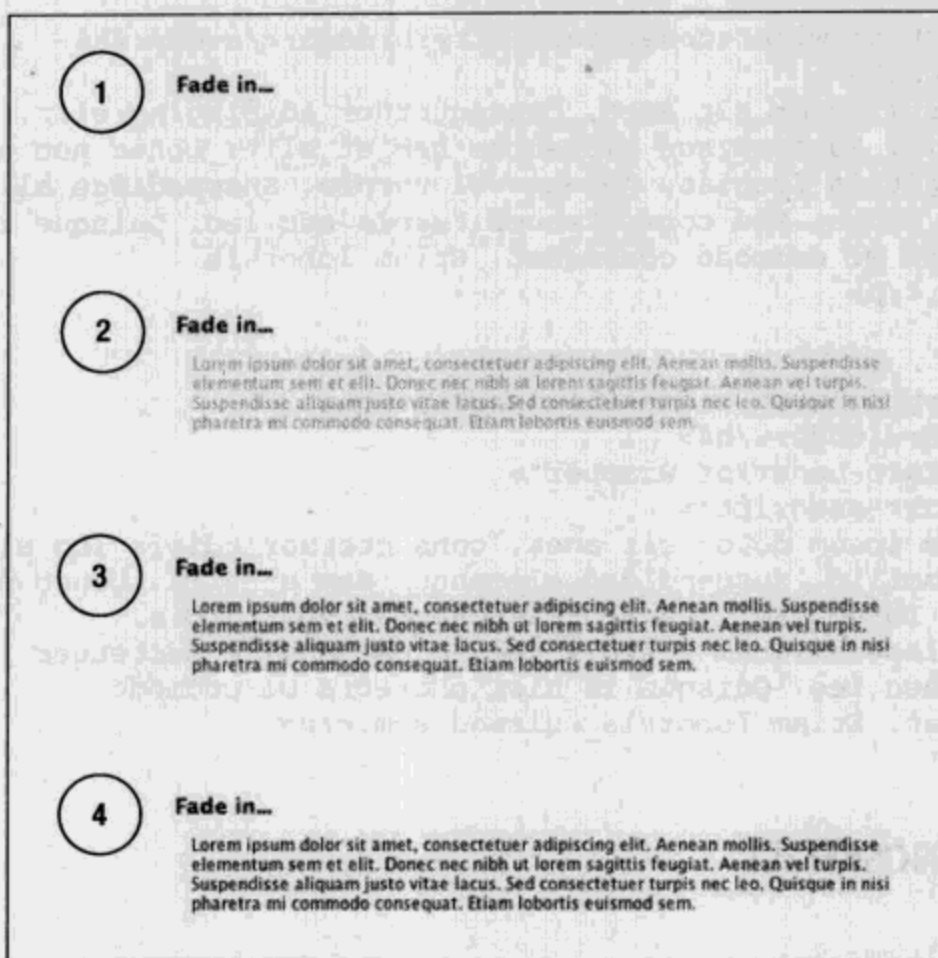 1 Fade in...
2 Fade in...
Lorem ipsum dolor sit amet, consectetuer adipiscing elit. Aenean mollis. Suspendisse
elementum sem et elit. Donec nec nibh ut lorem sagittis feugiat. Aenean vel turpis.
Suspendisse aliquam justo vitae lacus. Sed consectetuer turpis nec leo. Quisque in nisi
pharetra mi commodo consequat. Etiam lobortis euismod sem.
3 Fade in...
Lorem ipsum dolor sit amet, consectetuer adipiscing elit. Aenean mollis. Suspendisse
elementum sem et elit. Donec nec nibh ut lorem sagittis feugiat. Aenean vel turpis.
Suspendisse aliquam justo vitae lacus. Sed consectetuer turpis nec leo. Quisque in nisi
pharetra mi commodo consequat. Etiam lobortis euismod sem.
4 Fade in...
Lorem ipsum dolor sit amet, consectetuer adipiscing elit. Aenean mollis. Suspendisse
elementum sem et elit. Donec nec nibh ut lorem sagittis feugiat. Aenean vel turpis.
Suspendisse aliquam justo vitae lacus. Sed consectetuer turpis nec leo. Quisque in nisi
pharetra mi commodo consequat. Etiam lobortis euismod sem.